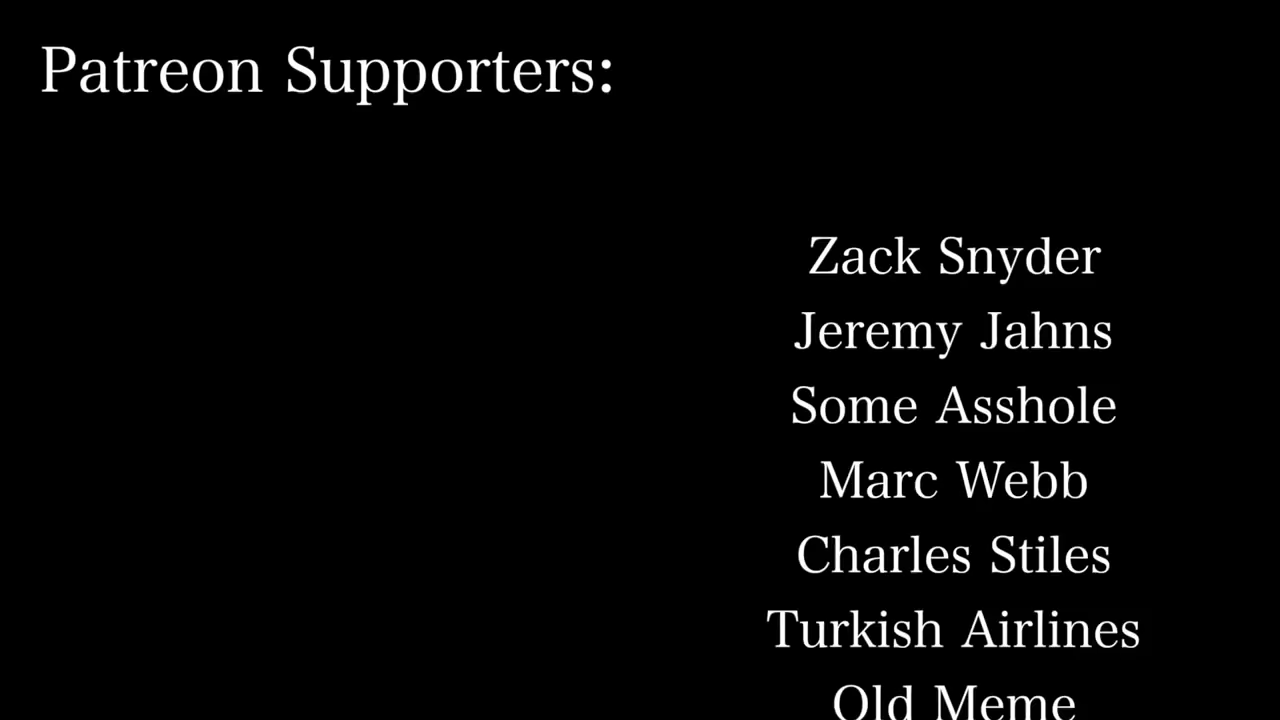 Patreon Supporters:
Zack Snyder
Jeremy Jahns
Some Asshole
Marc Webb
Charles Stiles
Turkish Airlines
Old Meme